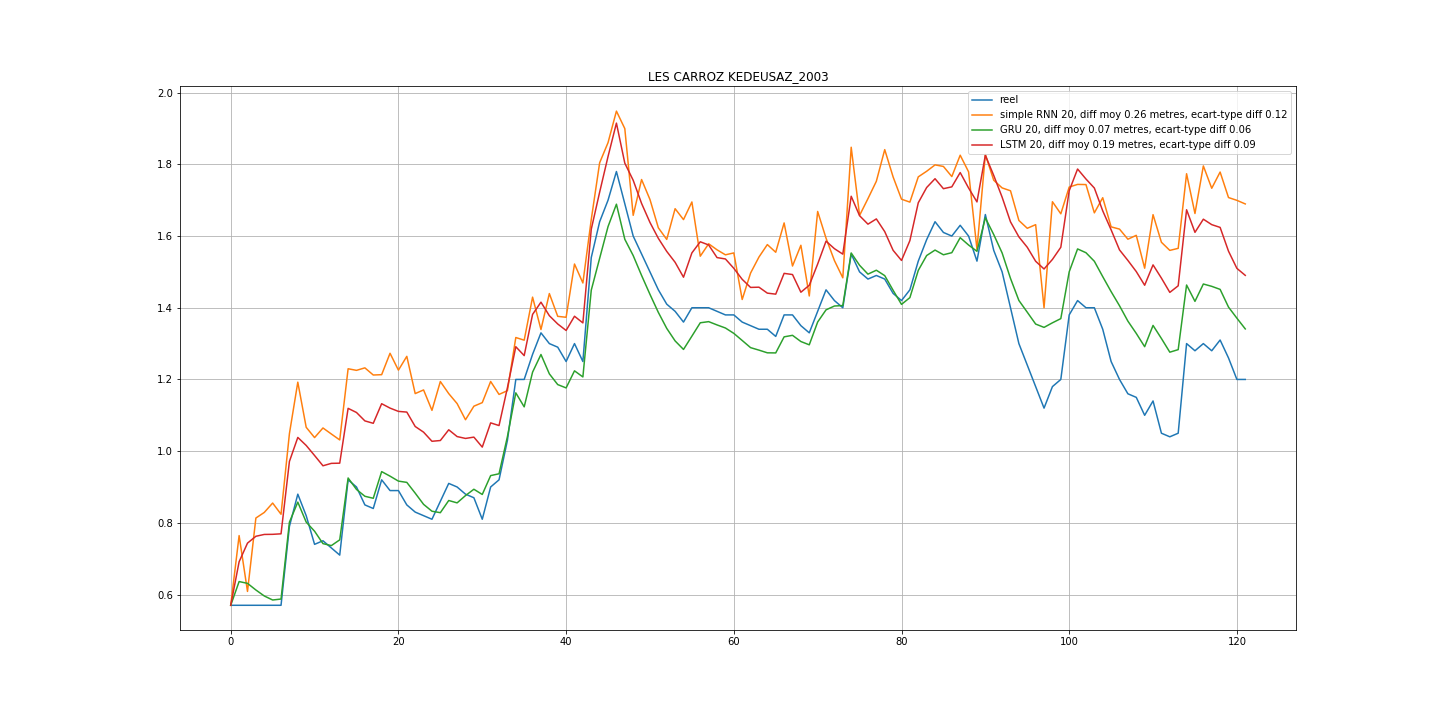 LES CARROZ KEDEUSAZ_2003
reel
simple RNN 20, diff moy 0.26 metres, ecart-type diff 0.12
GRU 20, diff moy 0.07 metres, ecart-type diff 0.06
LSTM 20, diff moy 0.19 metres, ecart-type diff 0.09
2.0
1.8
1.6
1.4
1.2
1.0
0.8
0.6
0 20 40 60 80 100 120